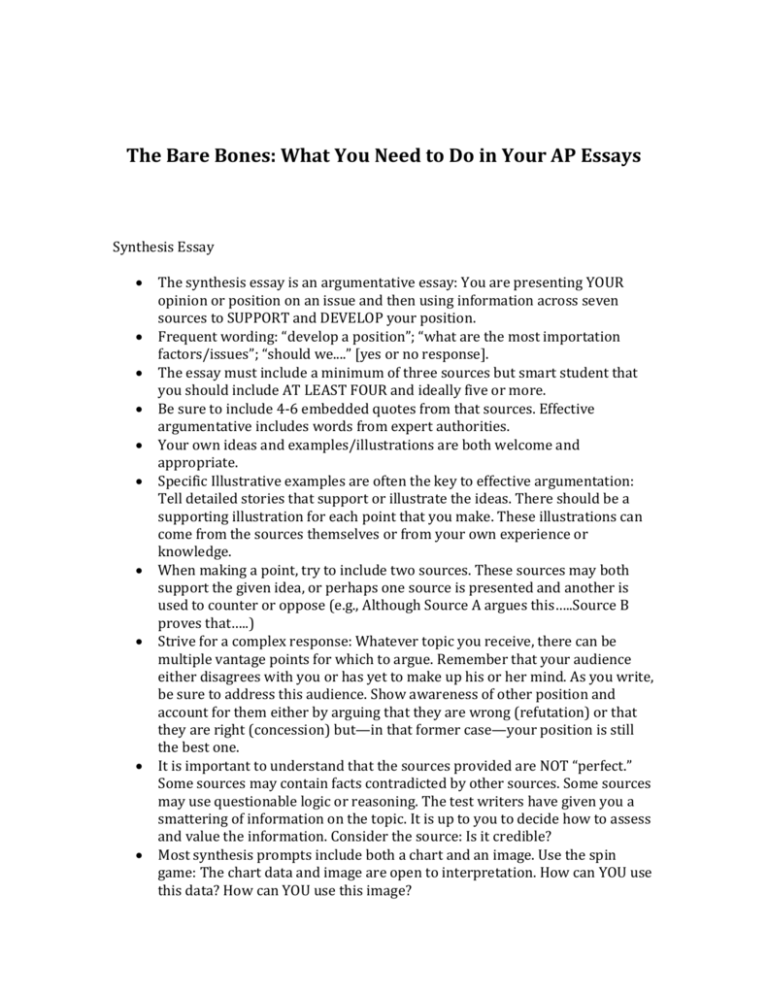 The Bare Bones: What You Need to Do in Your AP Essays
Synthesis Essay
• The synthesis essay is an argumentative essay: You are presenting YOUR
opinion or position on an issue and then using information across seven
sources to SUPPORT and DEVELOP your position.
• Frequent wording: “develop a position”; “what are the most importation
factors/issues”; “should we....” [yes or no response].
• The essay must include a minimum of three sources but smart student that
you should include AT LEAST FOUR and ideally five or more.
• Be sure to include 4-6 embedded quotes from that sources. Effective
argumentative includes words from expert authorities.
• Your own ideas and examples/illustrations are both welcome and
appropriate.
• Specific Illustrative examples are often the key to effective argumentation:
Tell detailed stories that support or illustrate the ideas. There should be a
supporting illustration for each point that you make. These illustrations can
come from the sources themselves or from your own experience or
knowledge.
• When making a point, try to include two sources. These sources may both
support the given idea, or perhaps one source is presented and another is
used to counter or oppose (e.g., Although Source A argues this…..Source B
proves that…..)
• Strive for a complex response: Whatever topic you receive, there can be
multiple vantage points for which to argue. Remember that your audience
either disagrees with you or has yet to make up his or her mind. As you write,
be sure to address this audience. Show awareness of other position and
account for them either by arguing that they are wrong (refutation) or that
they are right (concession) but—in that former case—your position is still
the best one.
• It is important to understand that the sources provided are NOT “perfect.”
Some sources may contain facts contradicted by other sources. Some sources
may use questionable logic or reasoning. The test writers have given you a
smattering of information on the topic. It is up to you to decide how to assess
and value the information. Consider the source: Is it credible?
• Most synthesis prompts include both a chart and an image. Use the spin
game: The chart data and image are open to interpretation. How can YOU use
this data? How can YOU use this image?